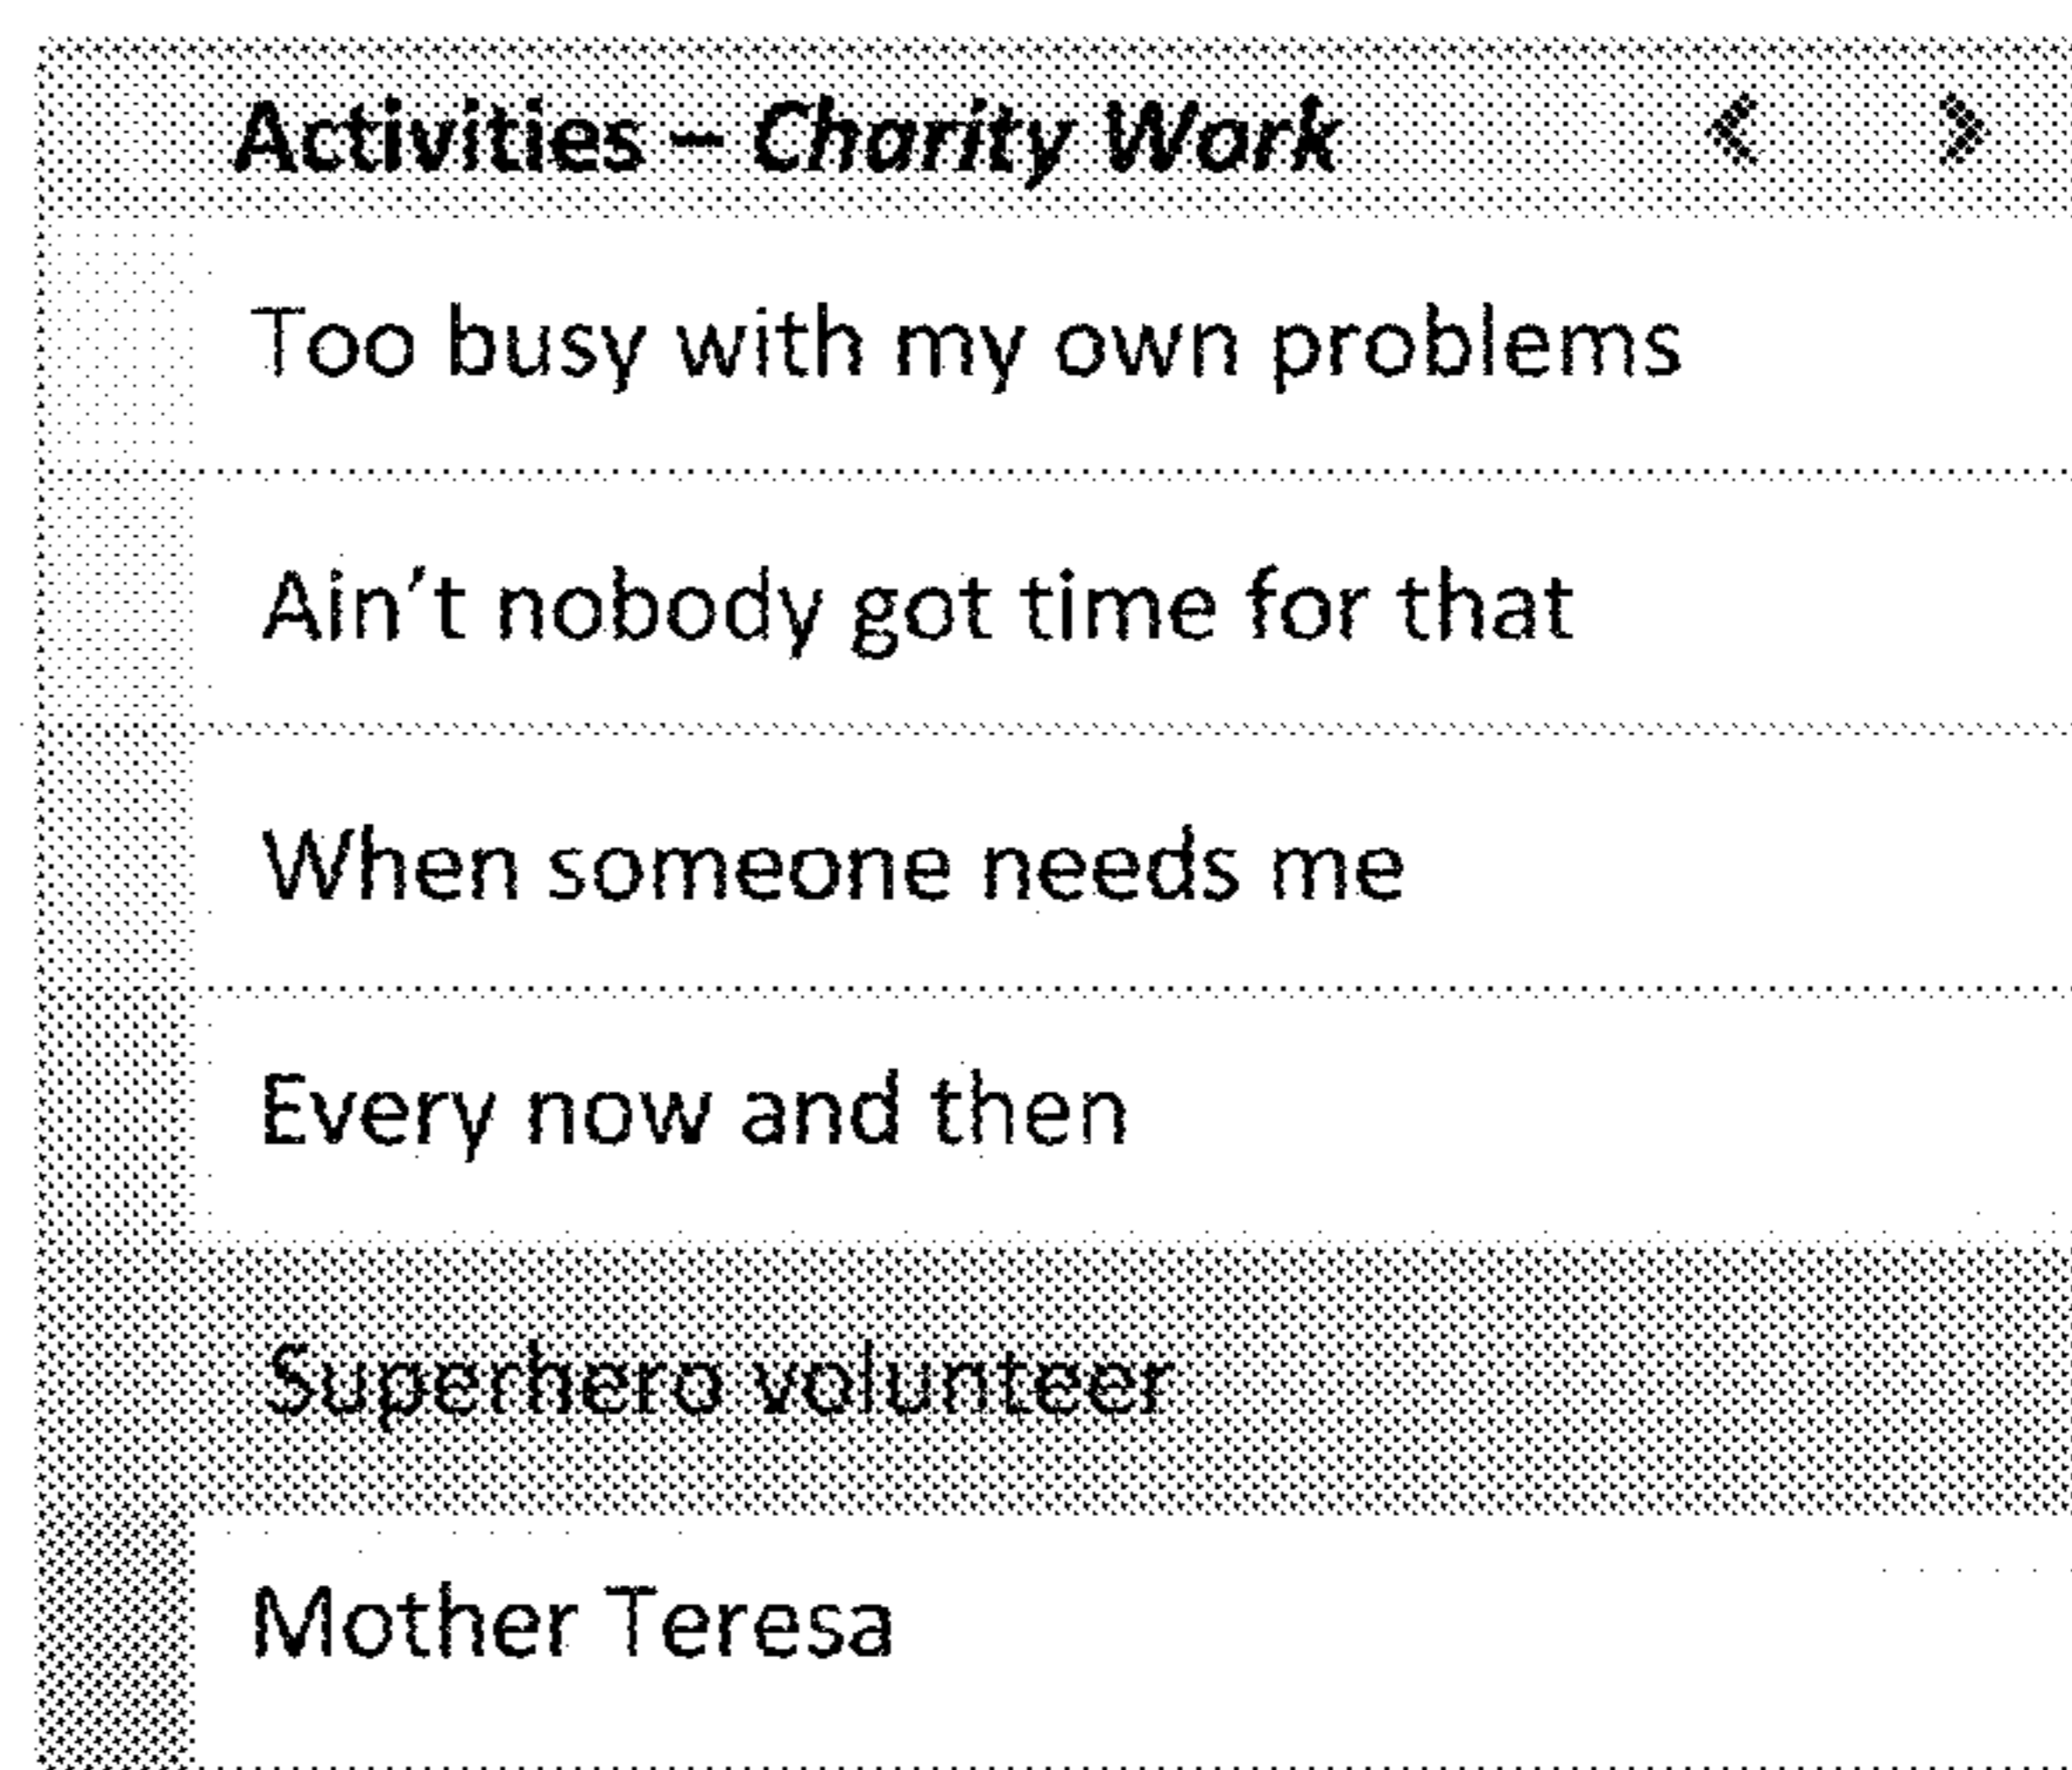 Activities – Charity Work
Too busy with my own problems
Ain’t nobody got time for that
When someone needs me
Every now and then
Superhero volunteer
Mother Teresa